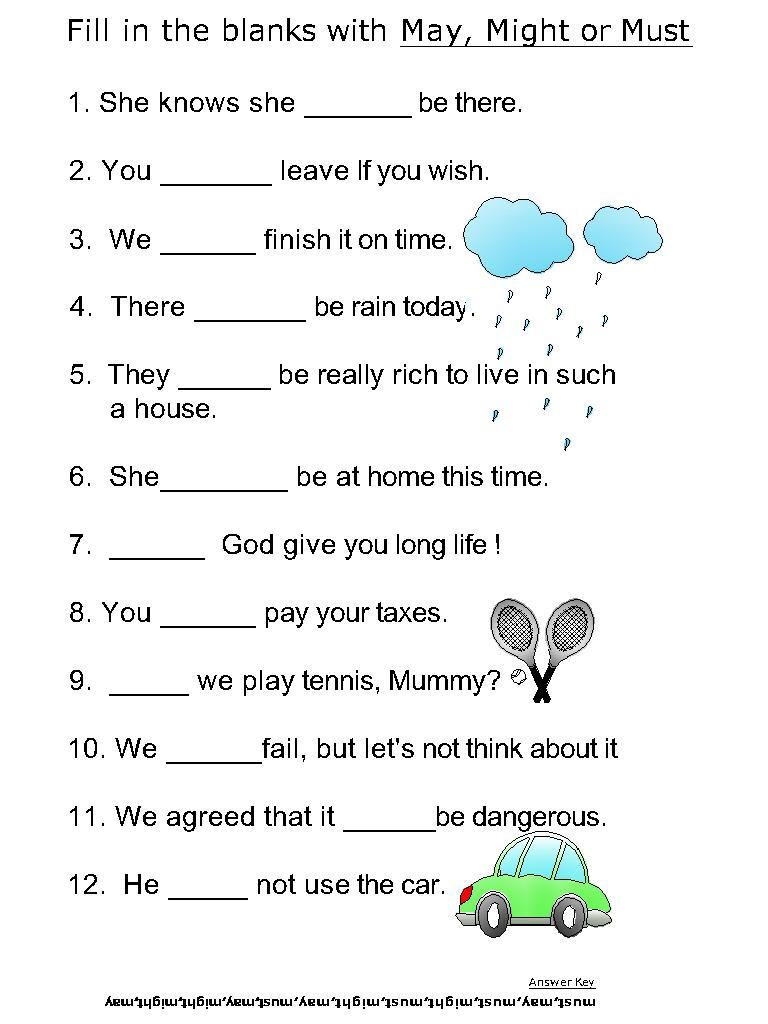 Fill in the blanks with May, Might or Must
1. She knows she _______ be there.
2. You _______ leave If you wish.
3. We ______ finish it on time.
4. There _______ be rain today.
5. They ______ be really rich to live in such
a house.
6. She________ be at home this time.
7. ______ God give you long life !
8. You ______ pay your taxes.
9. _____ we play tennis, Mummy?
10. We ______fail, but let's not think about it
11. We agreed that it ______be dangerous.
12. He _____ not use the car.
Answer Key
must,may,must,might,must,might,may,must,may,might,might,may